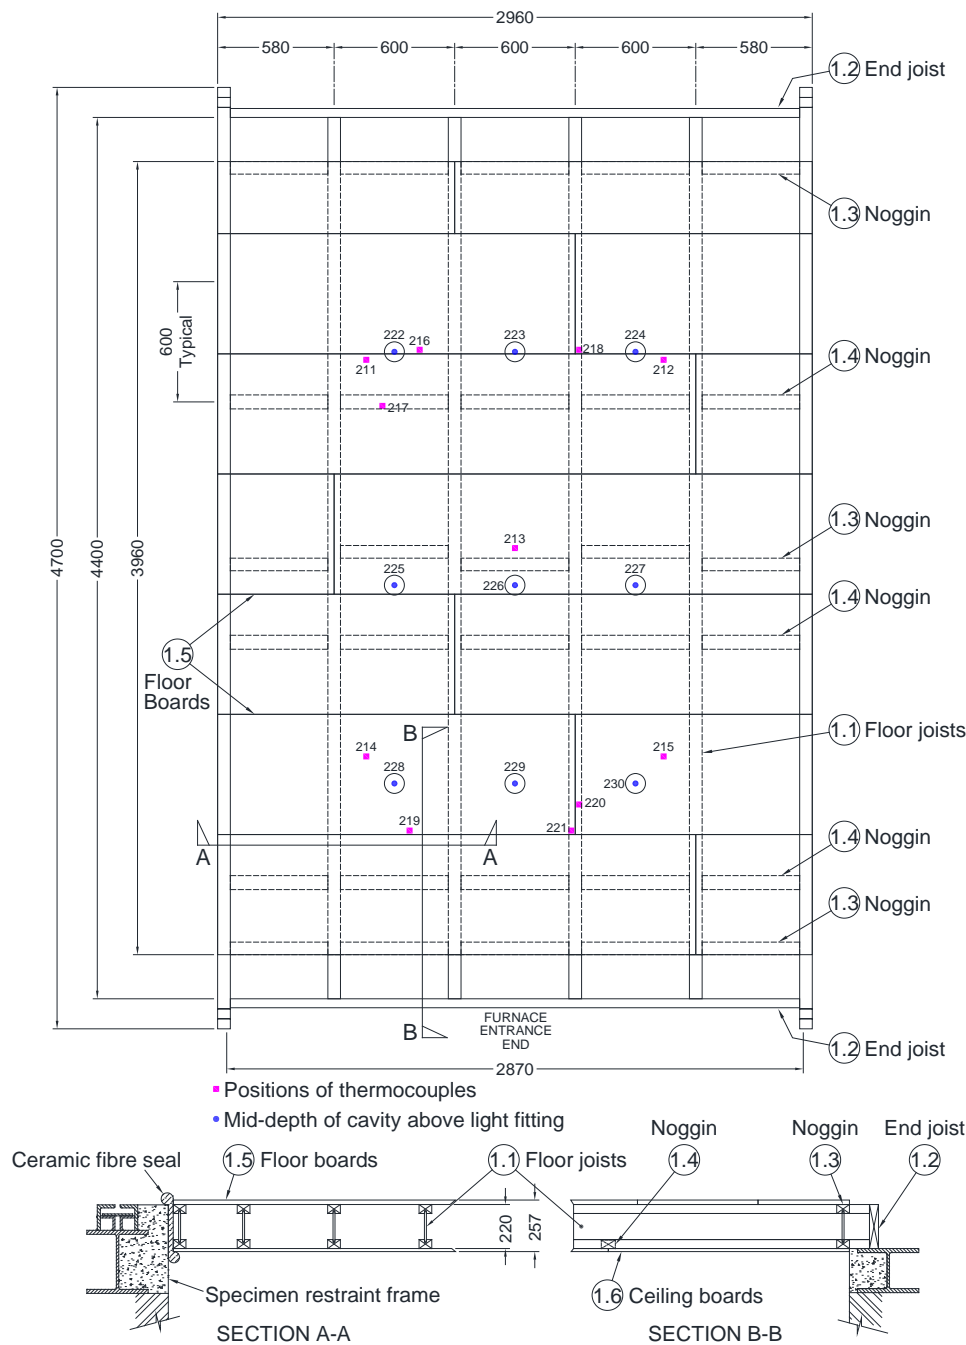 2960
580 600 600 600 580
1.2 End joist
1.3 Noggin
600
Typical
222 216 223 218 224
211 212
1.4 Noggin
217
4700
4400
3960
213
1.3 Noggin
225 226 227
1.4 Noggin
1.5
Floor
Boards
B
1.1 Floor joists
214 215
228 229 230
220
219 221
A A
1.4 Noggin
1.3 Noggin
B
FURNACE
ENTRANCE
END
1.2 End joist
2870
Positions of thermocouples
Mid-depth of cavity above light fitting
Noggin Noggin End joist
Ceramic fibre seal 1.5 Floor boards 1.1 Floor joists 1.4 1.3 1.2
220
257
Specimen restraint frame 1.6 Ceiling boards
SECTION A-A SECTION B-B